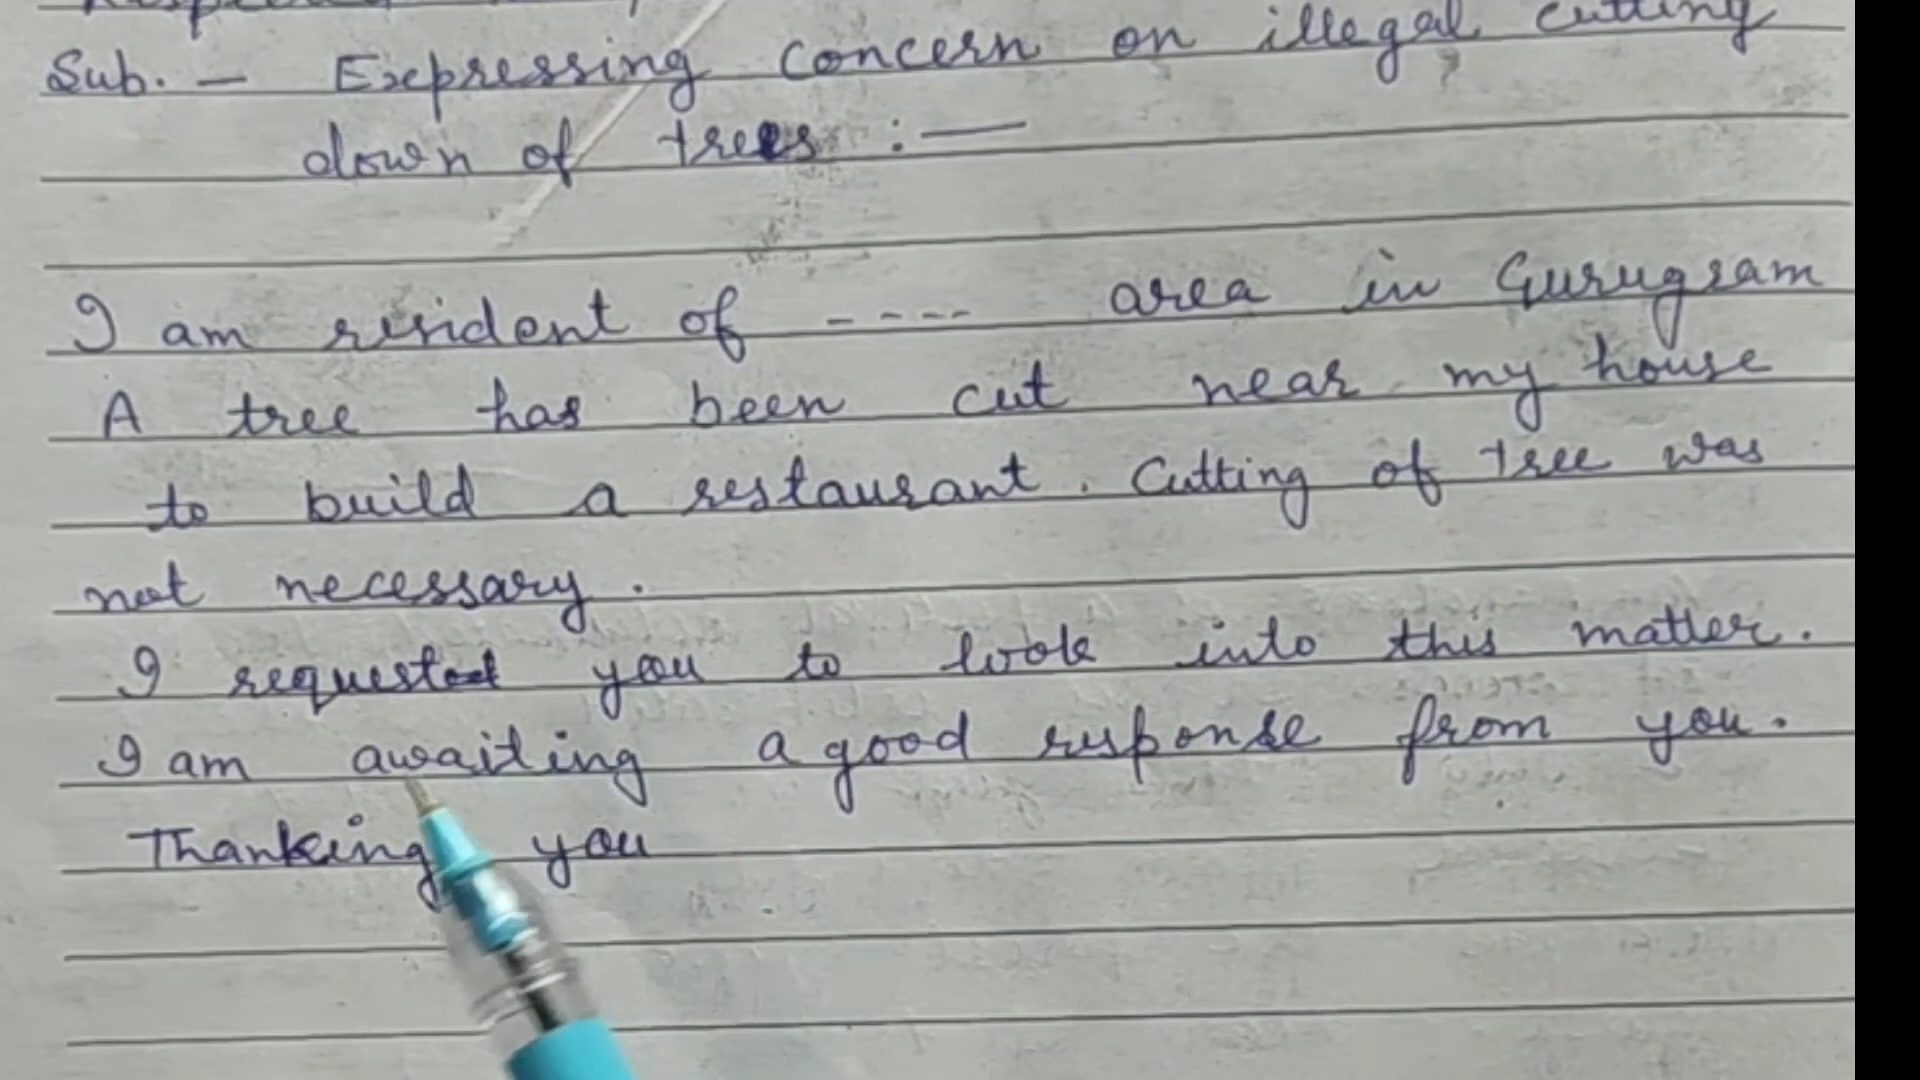 Sub. - Expressing concern on illegal cutting
down of trees :-
I am resident of ----- area in Gurugram
A tree has been cut near my house
to build a restaurant. Cutting of tree was
not necessary.
I requested you to look into this matter.
I am awaiting a good response from you.
Thanking you